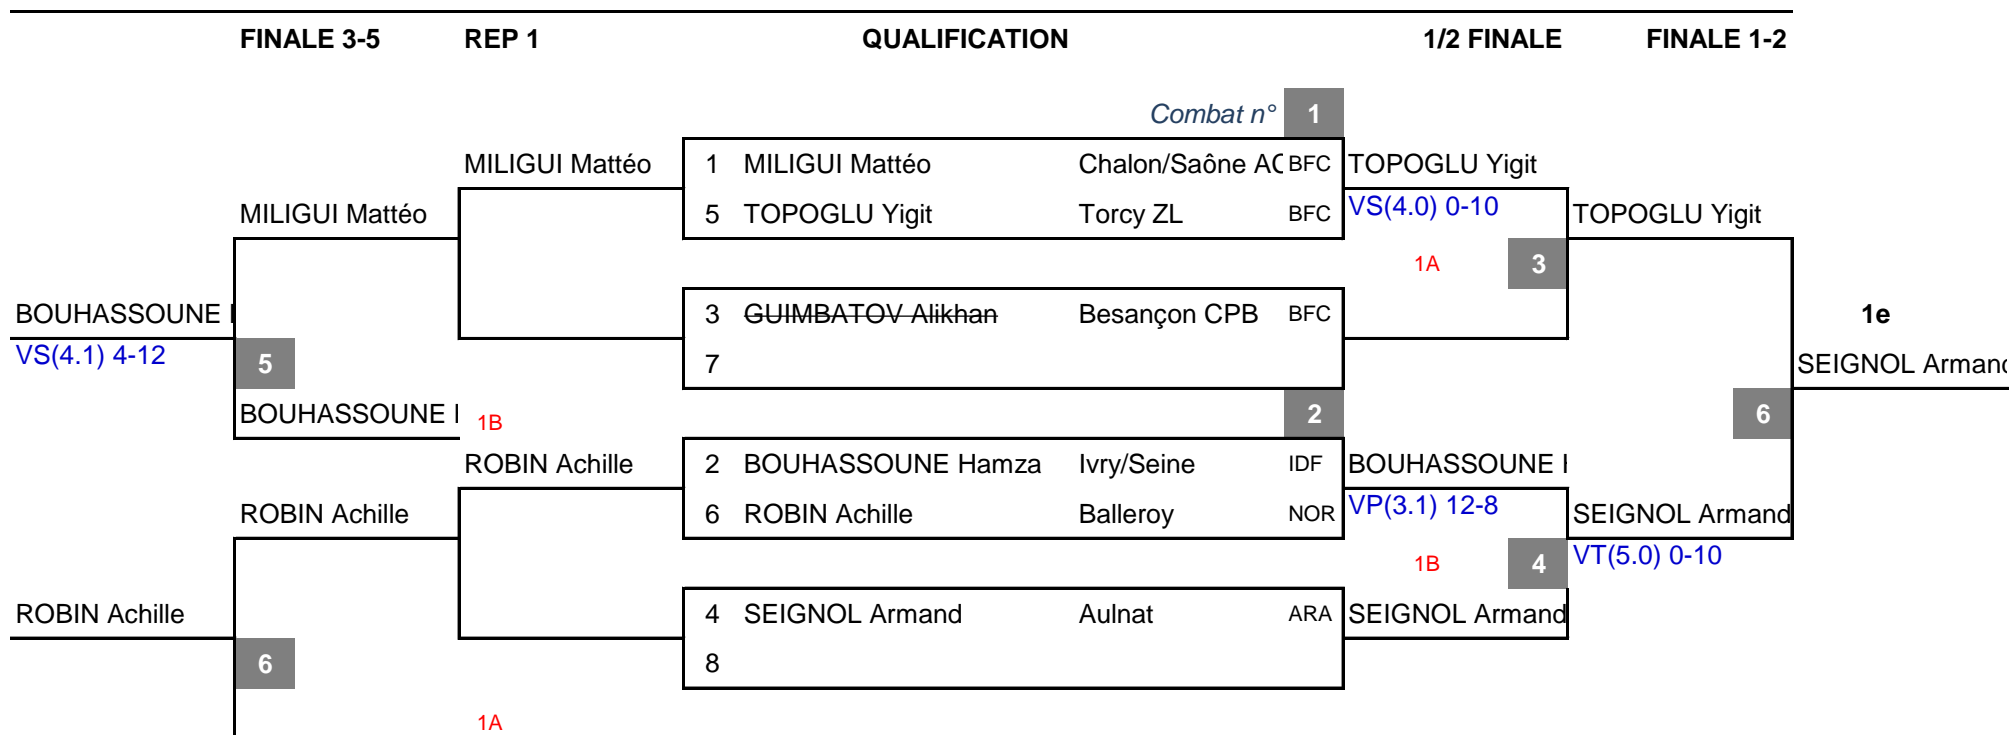 FINALE 3-5 REP 1 QUALIFICATION 1/2 FINALE FINALE 1-2
Combat n° 1
MILIGUI Mattéo 1 MILIGUI Mattéo Chalon/Saône AC BFC TOPOGLU Yigit
MILIGUI Mattéo 5 TOPOGLU Yigit Torcy ZL BFC VS(4.0) 0-10 TOPOGLU Yigit
1A 3
BOUHASSOUNE 3 GUIMBATOV Alikhan Besançon CPB BFC 1e
VS(4.1) 4-12 5 7 SEIGNOL Armand
BOUHASSOUNE 1B 2 6
ROBIN Achille 2 BOUHASSOUNE Hamza Ivry/Seine IDF BOUHASSOUNE
ROBIN Achille 6 ROBIN Achille Balleroy NOR VP(3.1) 12-8 SEIGNOL Armand
1B 4 VT(5.0) 0-10
ROBIN Achille 4 SEIGNOL Armand Aulnat ARA SEIGNOL Armand
6 8
1A